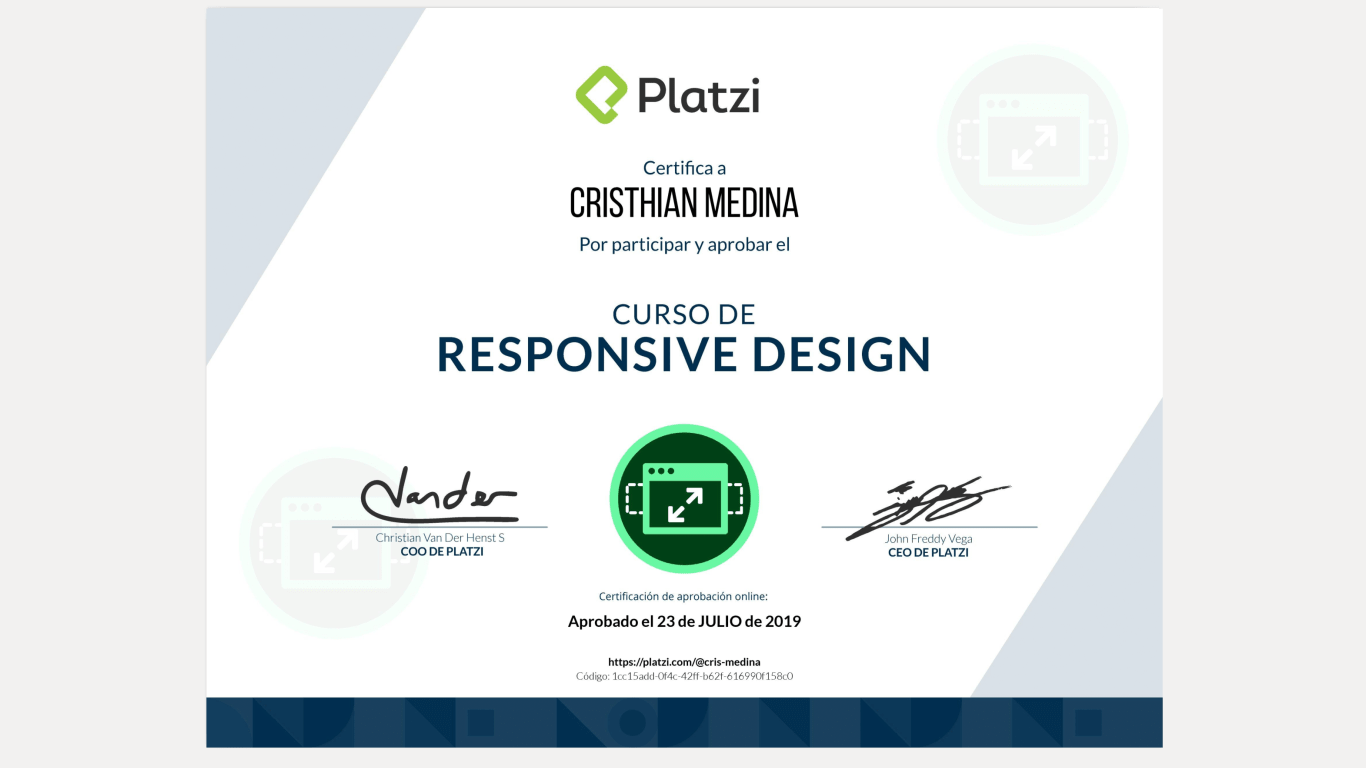 Platzi
Certifica a
CRISTHIAN MEDINA
Por participar y aprobar el
CURSO DE
RESPONSIVE DESIGN
Vander
Christian Van Der Henst S
COO DE PLATZI
John Freddy Vega
CEO DE PLATZI
Certificación de aprobación online:
Aprobado el 23 de JULIO de 2019
https://platzi.com/@cris-medina
Código: 1cc15add-0f4c-42ff-b62f-616990f158c0